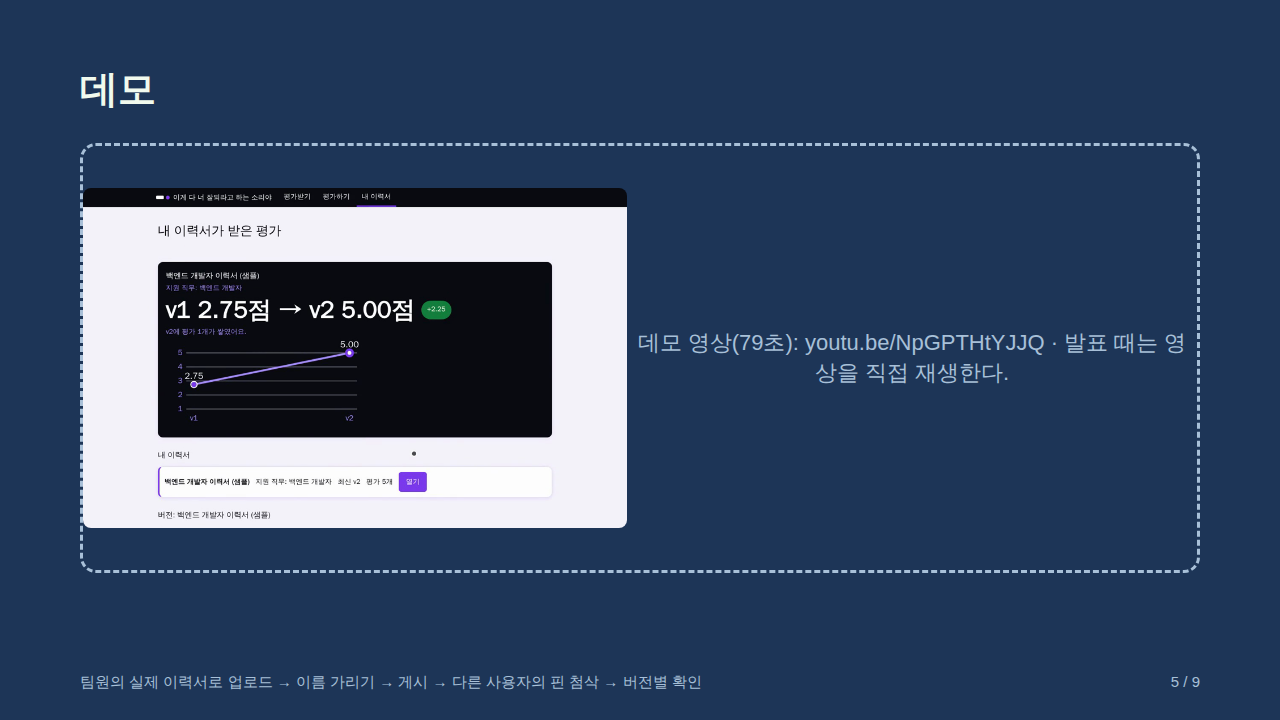 데모
이게 다 너 잘되라고 하는 소리야 평가받기 평가하기 내 이력서
내 이력서가 받은 평가
백엔드 개발자 이력서 (샘플)
지원 직무: 백엔드 개발자
v1 2.75점 → v2 5.00점 +2.25
v2에 평가 1개가 쌓였어요.
5.00
5
4
2.75
3
2
1
v1 v2
내 이력서
백엔드 개발자 이력서 (샘플) 지원 직무: 백엔드 개발자 최신 v2 평가 5개 열기
버전: 백엔드 개발자 이력서 (샘플)
데모 영상(79초): youtu.be/NpGPTHtYJJQ · 발표 때는 영
상을 직접 재생한다.
팀원의 실제 이력서로 업로드 → 이름 가리기 → 게시 → 다른 사용자의 핀 첨삭 → 버전별 확인
5 / 9